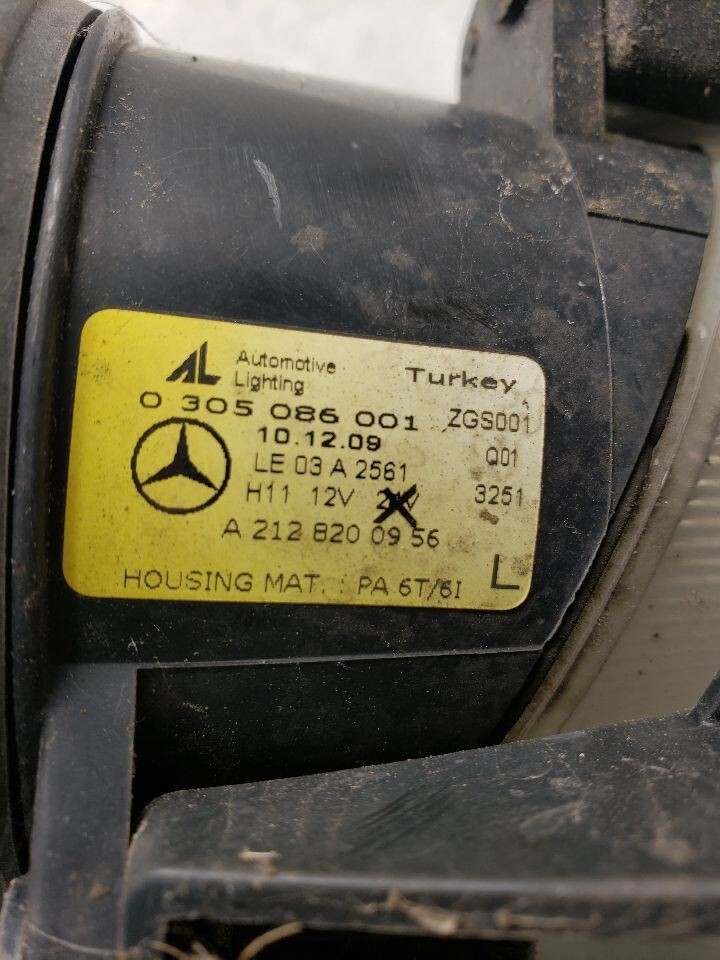 AL Automotive Lighting Turkey
0 305 086 001 ZGS001
10.12.09 Q01
LE 03 A 2561
H11 12V 3251
A 212 820 09 56
HOUSING MAT. : PA 6T/6I L